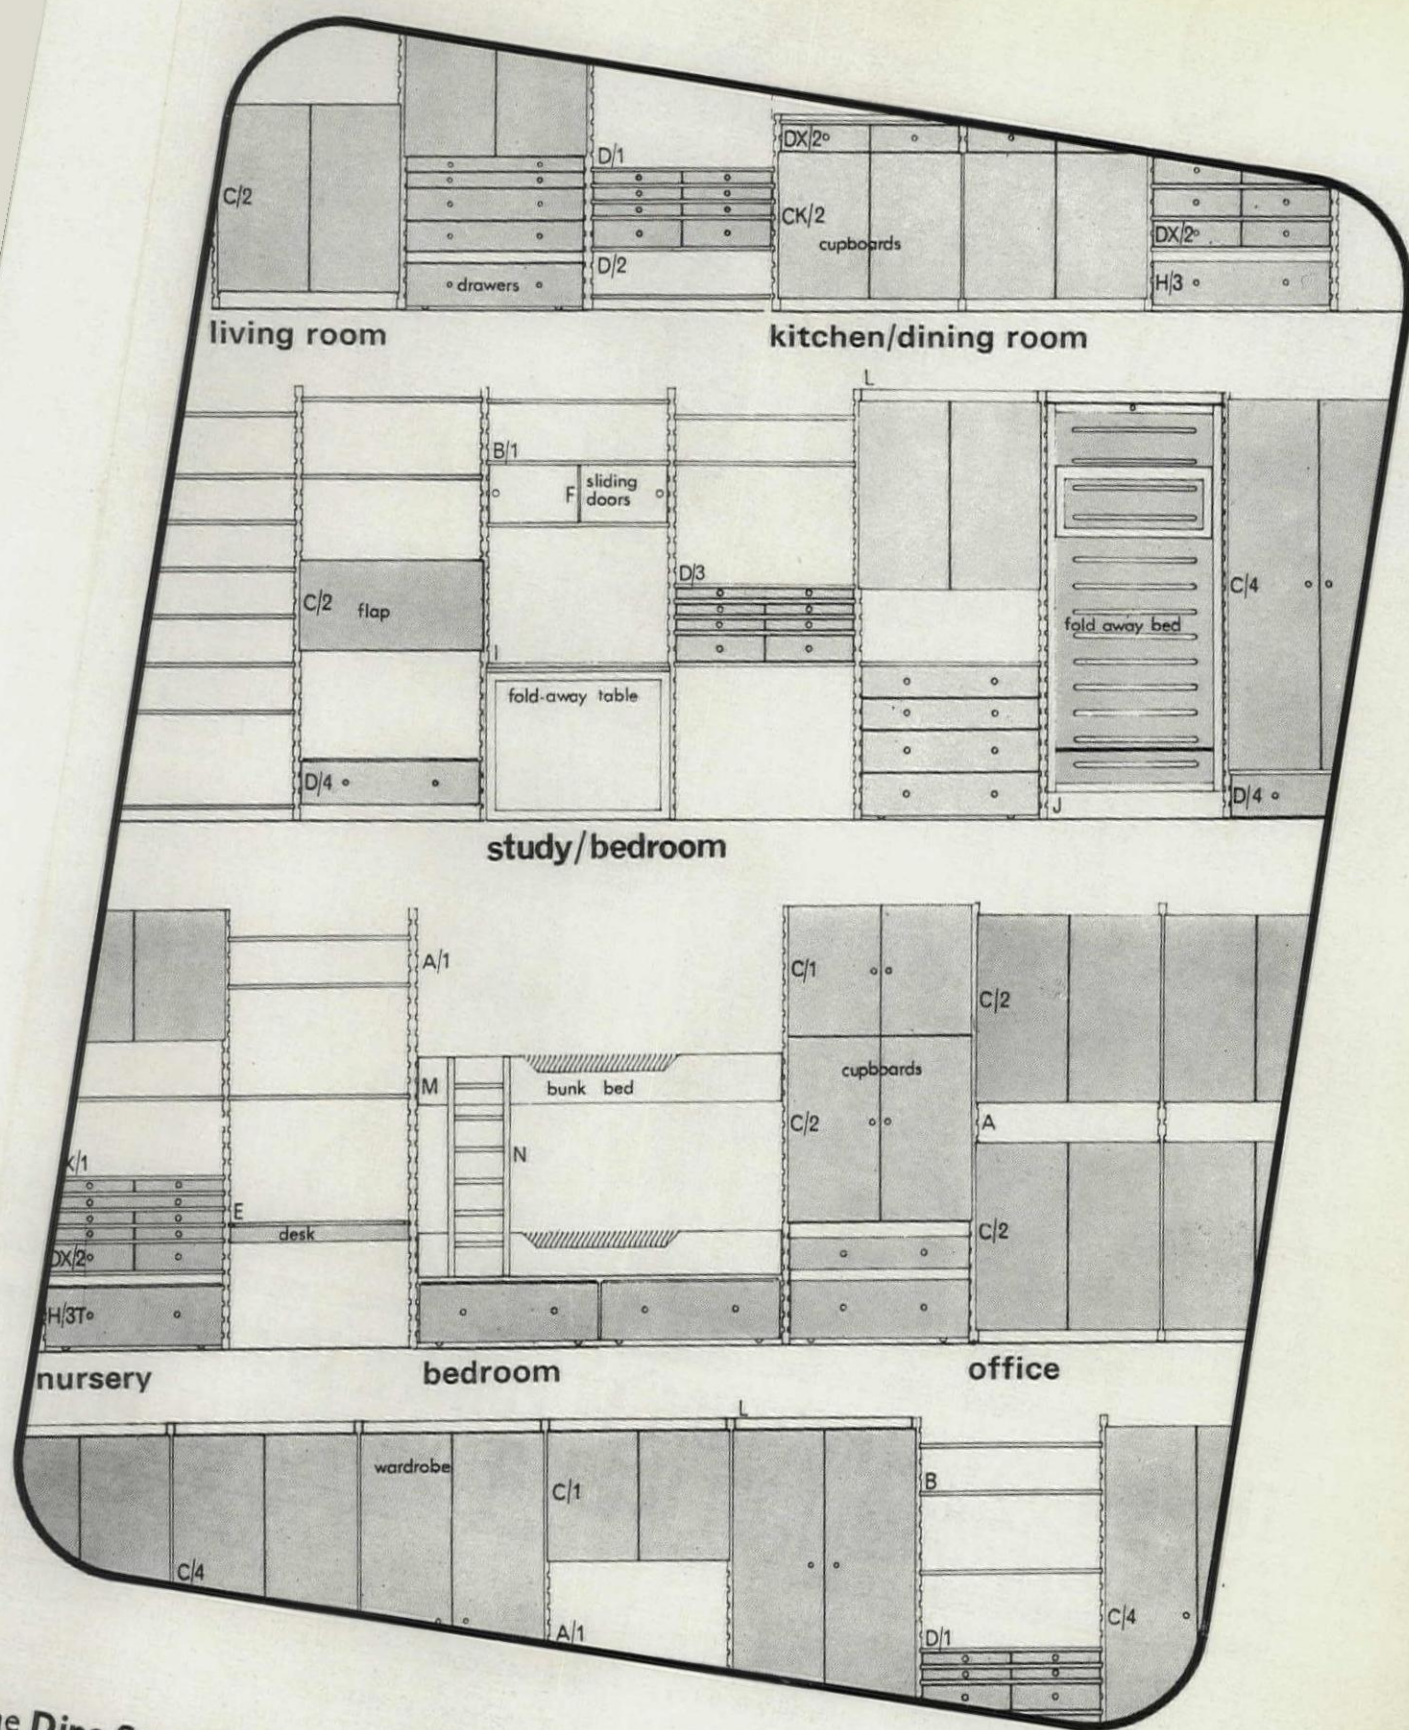 C/2
drawers
D/1
D/2
DX/2
CK/2
cupboards
DX/2
H/3
living room
kitchen/dining room
L
B/1
F
sliding
doors
D/3
C/2
flap
I
fold-away table
D/4
fold away bed
J
C/4
D/4
study/bedroom
A/1
M
bunk bed
N
C/1
cupboards
C/2
C/2
A
C/2
X/1
E
desk
DX/2
H/3T
nursery
bedroom
office
L
wardrobe
C/4
C/1
A/1
B
D/1
C/4